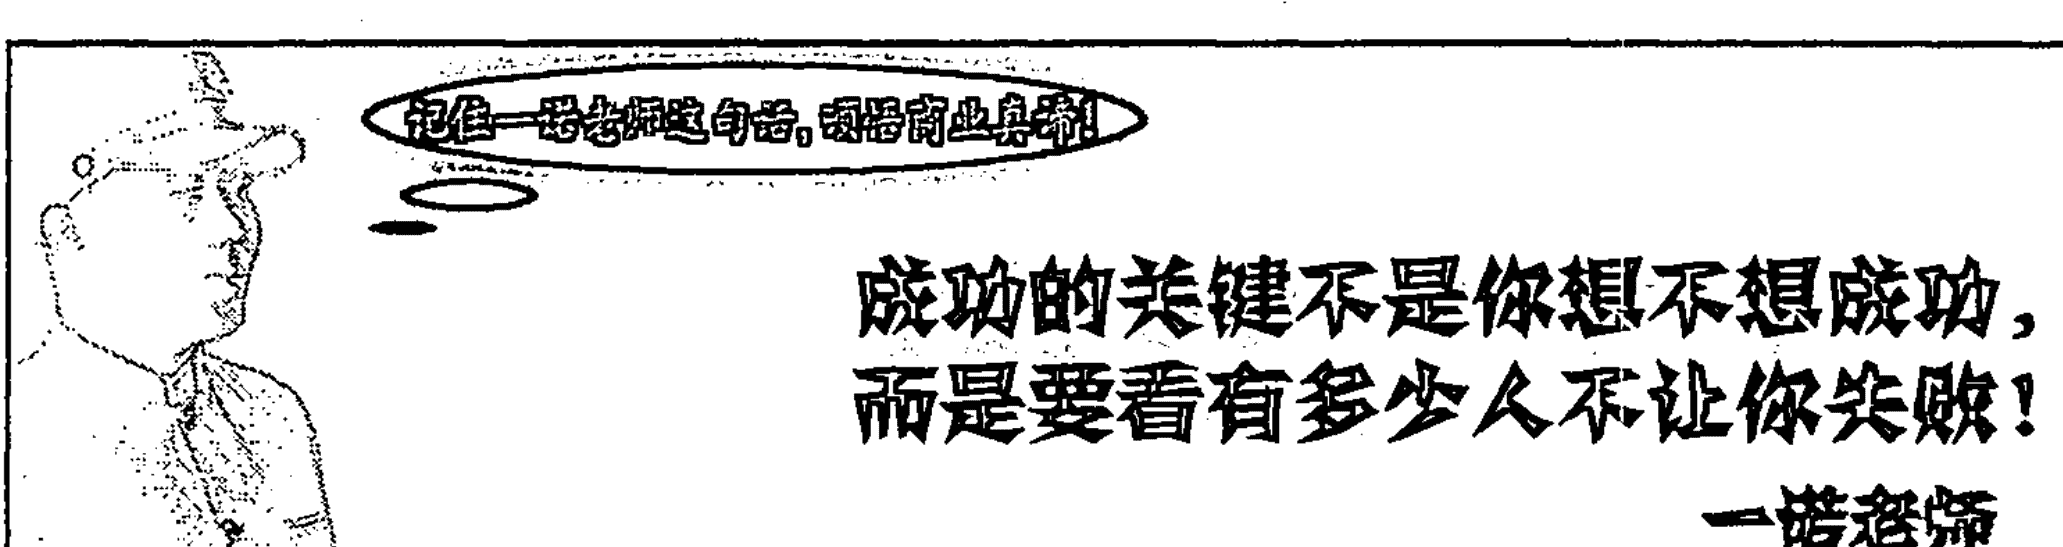 记住一诺老师这句话,顿悟商业真谛!
成功的关键不是你想不想成功,
而是要看有多少人不让你失败!
一诺老师